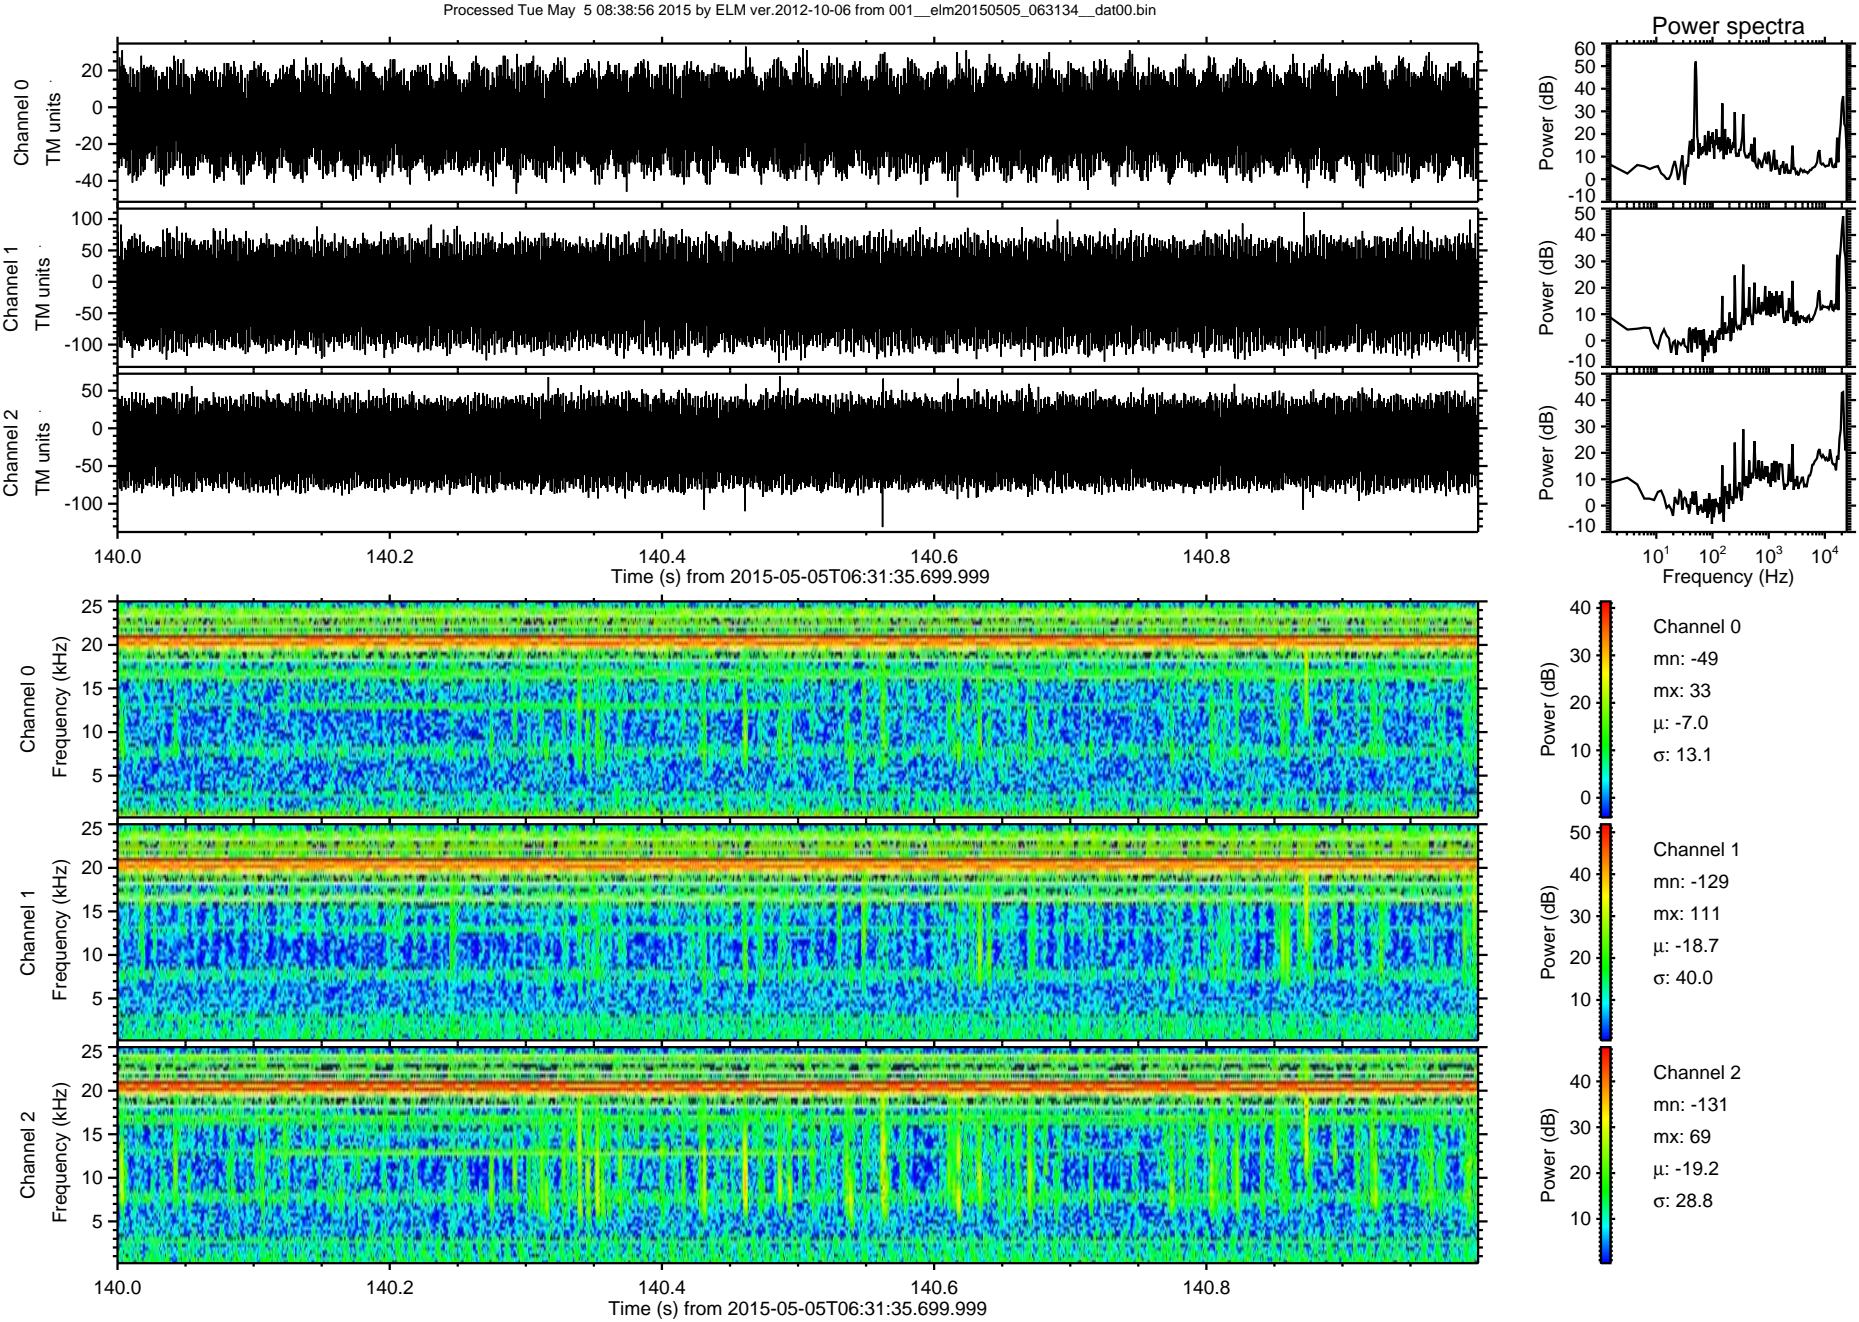 Processed Tue May  5 08:38:56 2015 by ELM ver.2012-10-06 from 001__elm20150505_063134__dat00.bin
Power spectra
Channel 0
TM units
20
0
-20
-40
Power (dB)
60
50
40
30
20
10
0
-10
Channel 1
TM units
100
50
0
-50
-100
Power (dB)
50
40
30
20
10
0
-10
Channel 2
TM units
50
0
-50
-100
Power (dB)
50
40
30
20
10
0
-10
140.0 140.2 140.4 140.6 140.8
Time (s) from 2015-05-05T06:31:35.699.999
10¹ 10² 10³ 10⁴
Frequency (Hz)
Channel 0
Frequency (kHz)
25
20
15
10
5
Power (dB)
40
30
20
10
0
Channel 0
mn: -49
mx: 33
μ: -7.0
σ: 13.1
Channel 1
Frequency (kHz)
25
20
15
10
5
Power (dB)
50
40
30
20
10
Channel 1
mn: -129
mx: 111
μ: -18.7
σ: 40.0
Channel 2
Frequency (kHz)
25
20
15
10
5
Power (dB)
40
30
20
10
Channel 2
mn: -131
mx: 69
μ: -19.2
σ: 28.8
140.0 140.2 140.4 140.6 140.8
Time (s) from 2015-05-05T06:31:35.699.999